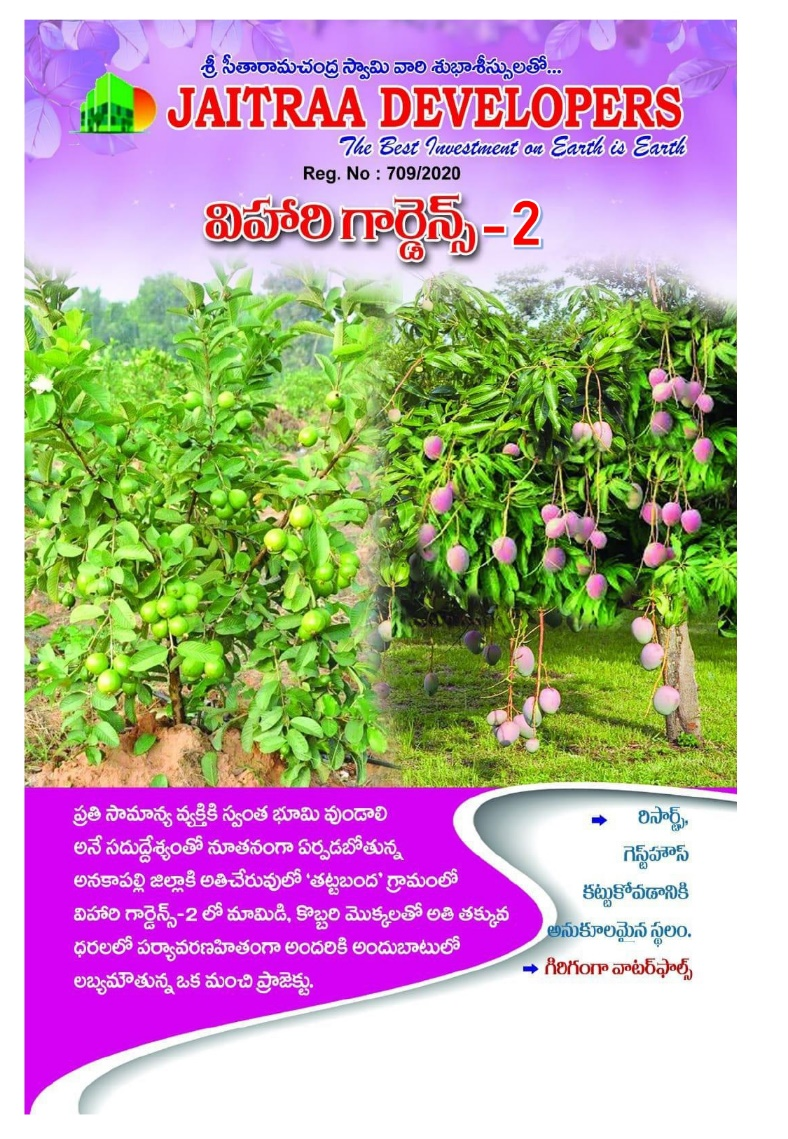 శ్రీ సీతారామచంద్ర స్వామి వారి శుభాశీస్సులతో...
JAITRAA DEVELOPERS
The Best Investment on Earth is Earth
Reg. No : 709/2020
విహారి గార్డెన్స్ - 2
ప్రతి సామాన్య వ్యక్తికి స్వంత భూమి వుండాలి
అనే సదుద్దేశ్యంతో నూతనంగా ఏర్పడబోతున్న
అనకాపల్లి జిల్లాకి అతిచేరువులో ‘తట్టబంద’ గ్రామంలో
విహారి గార్డెన్స్-2 లో మామిడి, కొబ్బరి మొక్కలతో అతి తక్కువ
ధరలలో పర్యావరణహితంగా అందరికి అందుబాటులో
లబ్యమౌతున్న ఒక మంచి ప్రాజెక్టు.
రిసార్ట్స్,
గెస్ట్‌హౌస్
కట్టుకోవడానికి
అనుకూలమైన స్థలం.
గిరిగంగా వాటర్‌ఫాల్స్